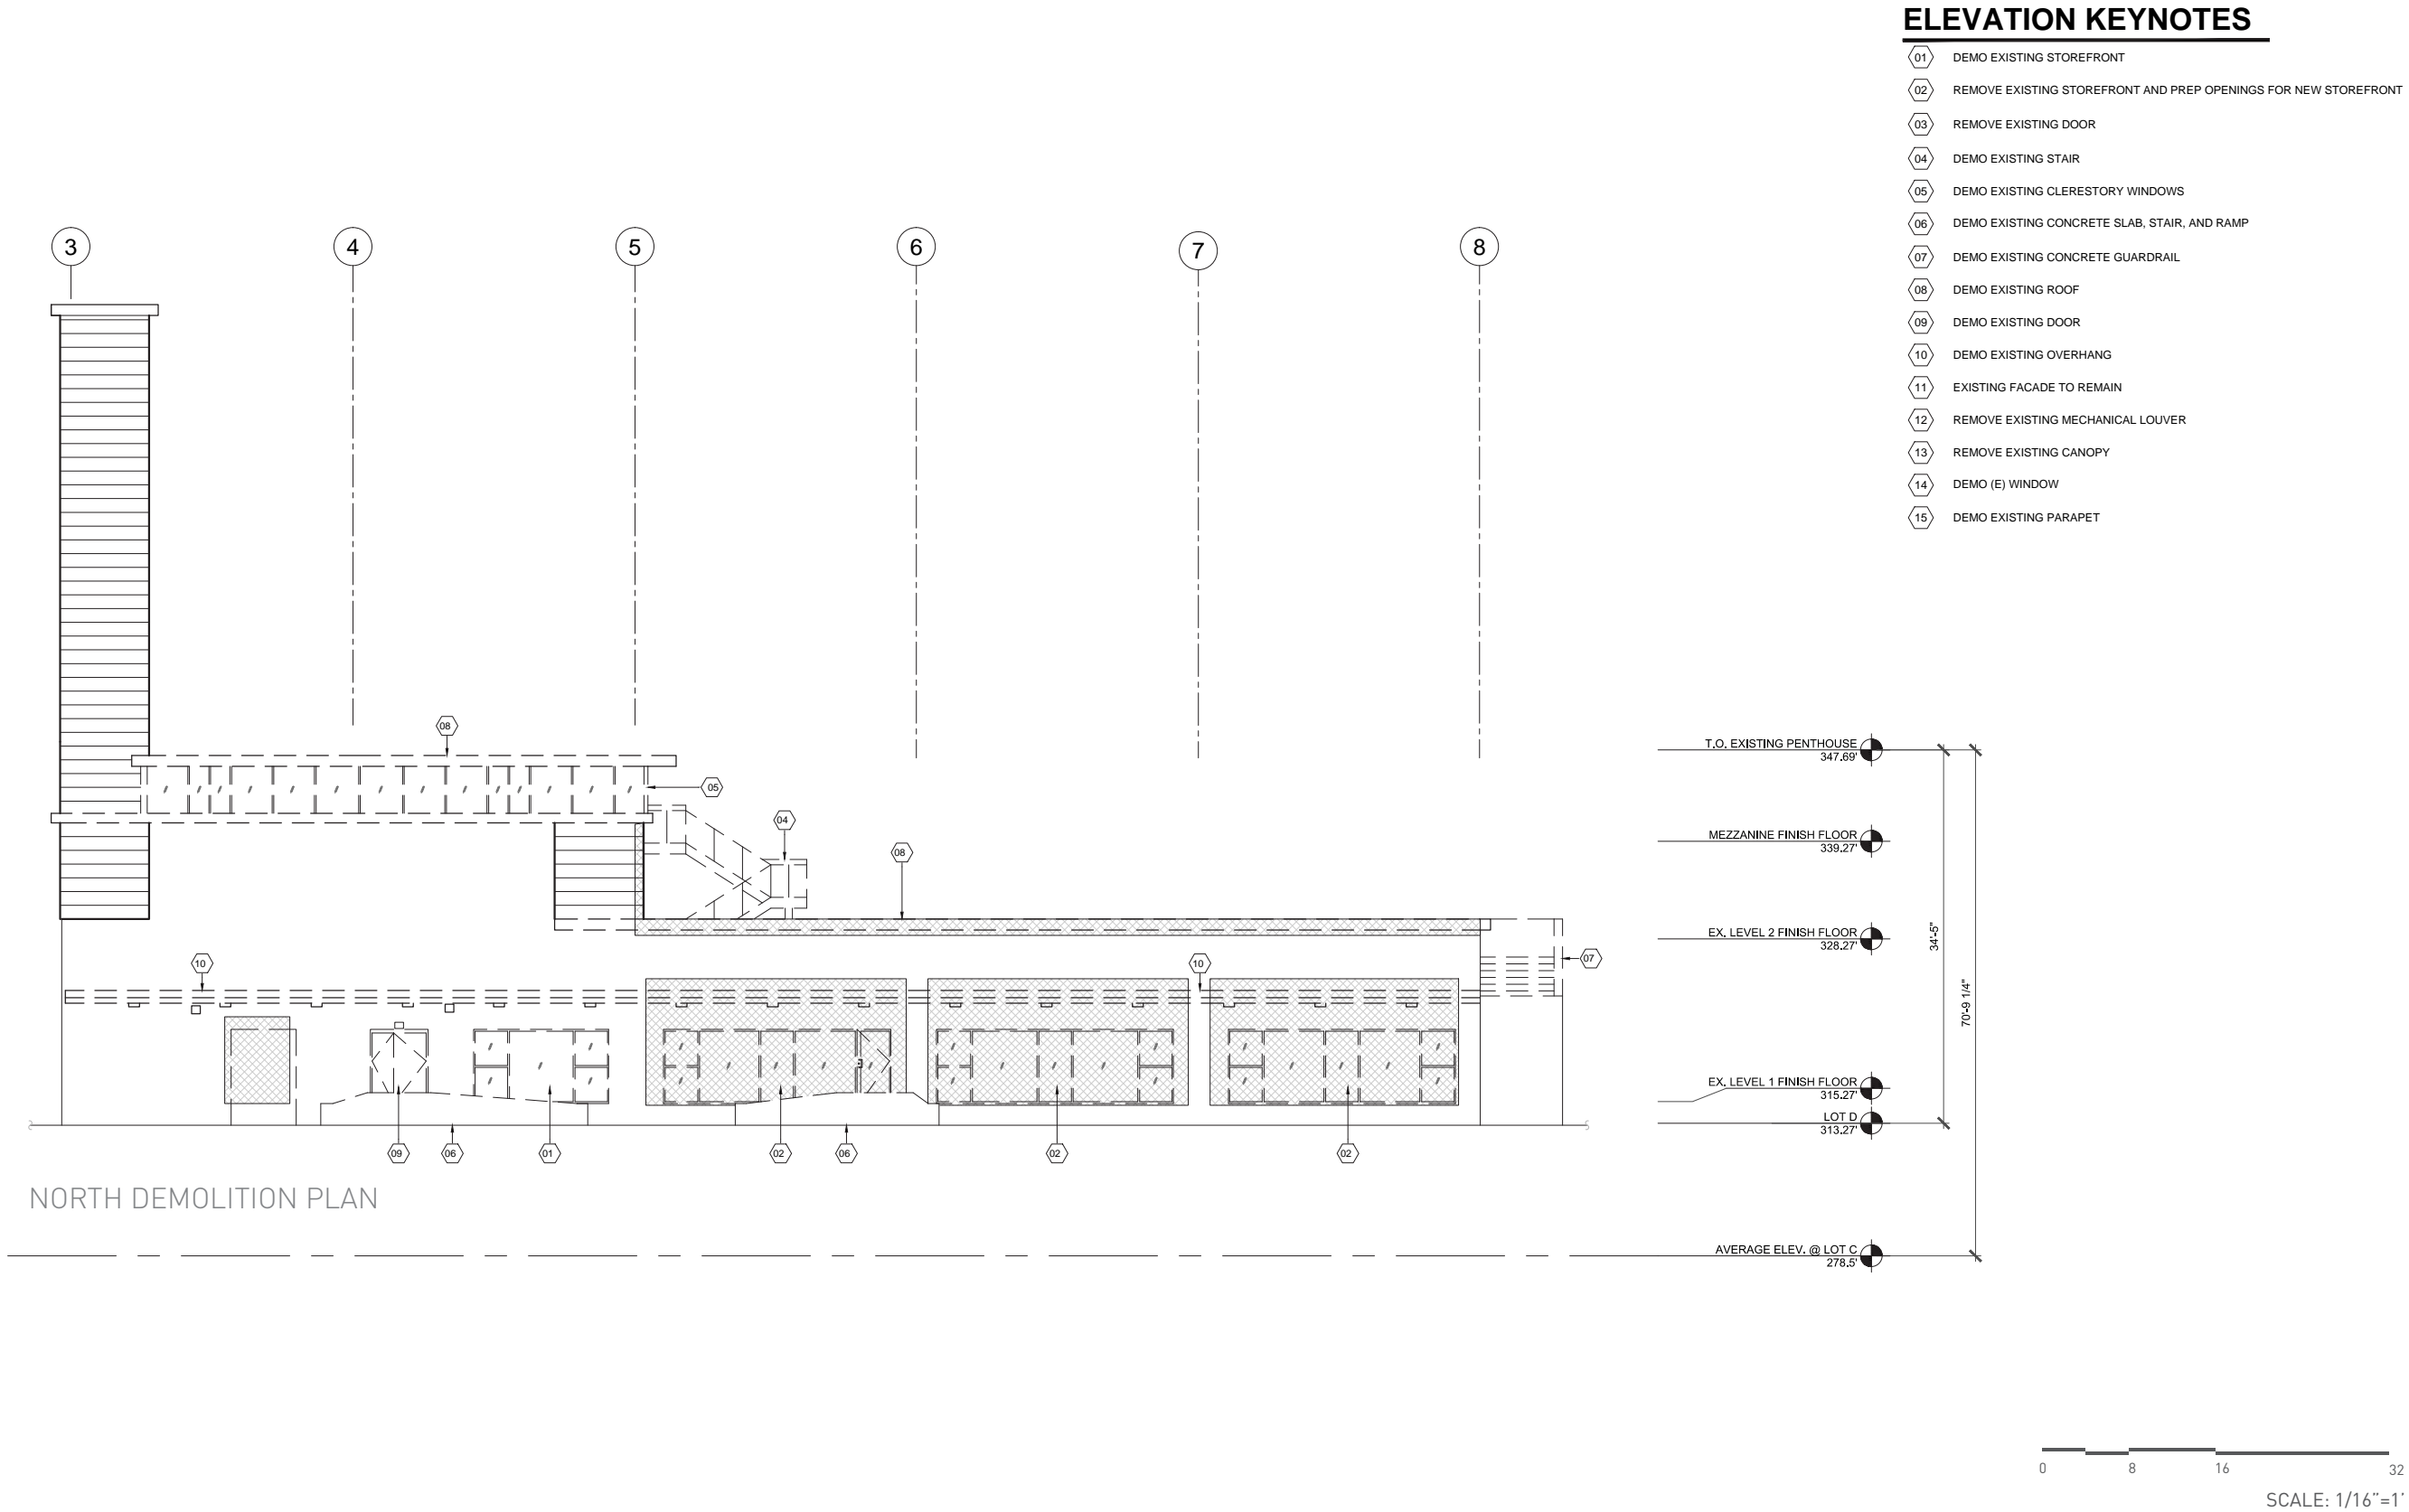 ELEVATION KEYNOTES
01 DEMO EXISTING STOREFRONT
02 REMOVE EXISTING STOREFRONT AND PREP OPENINGS FOR NEW STOREFRONT
03 REMOVE EXISTING DOOR
04 DEMO EXISTING STAIR
05 DEMO EXISTING CLERESTORY WINDOWS
06 DEMO EXISTING CONCRETE SLAB, STAIR, AND RAMP
07 DEMO EXISTING CONCRETE GUARDRAIL
08 DEMO EXISTING ROOF
09 DEMO EXISTING DOOR
10 DEMO EXISTING OVERHANG
11 EXISTING FACADE TO REMAIN
12 REMOVE EXISTING MECHANICAL LOUVER
13 REMOVE EXISTING CANOPY
14 DEMO (E) WINDOW
15 DEMO EXISTING PARAPET
3 4 5 6 7 8
08
05
04
08
10
10
07
09 06 01 02 06 02 02
T.O. EXISTING PENTHOUSE
347.69'
MEZZANINE FINISH FLOOR
339.27'
EX. LEVEL 2 FINISH FLOOR
328.27'
EX. LEVEL 1 FINISH FLOOR
315.27'
LOT D
313.27'
34'-5"
70'-9 1/4"
NORTH DEMOLITION PLAN
AVERAGE ELEV. @ LOT C
278.5'
0 8 16 32
SCALE: 1/16"=1'